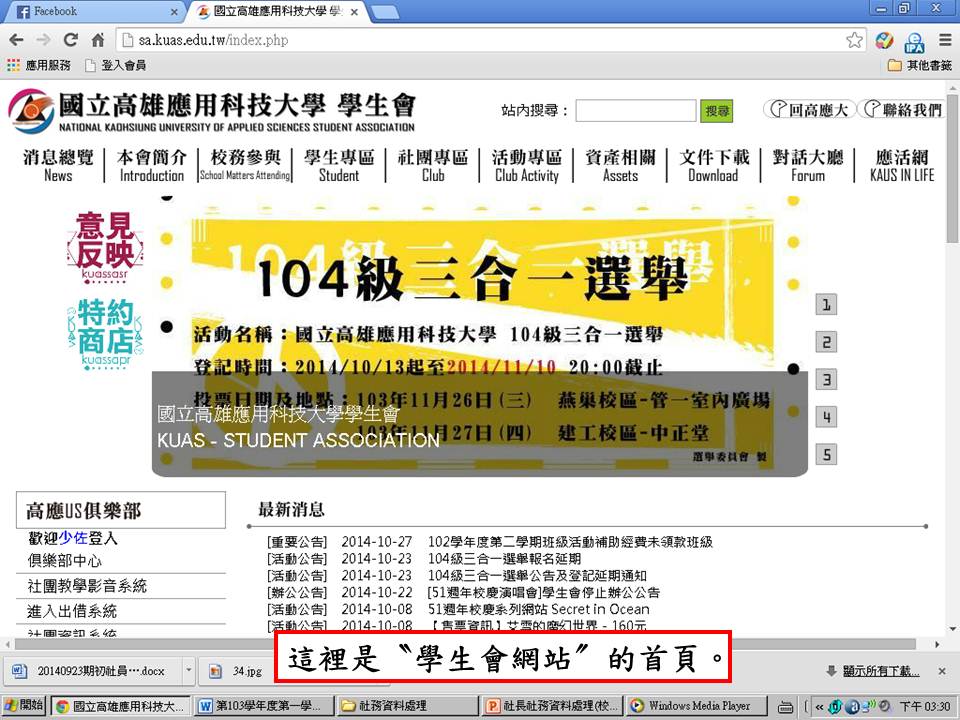 Facebook
國立高雄應用科技大學 學
sa.kuas.edu.tw/index.php
應用服務 登入會員 其他書籤
國立高雄應用科技大學 學生會
NATIONAL KAOHSIUNG UNIVERSITY OF APPLIED SCIENCES STUDENT ASSOCIATION
站內搜尋： 搜尋 回高應大 聯絡我們
消息總覽 本會簡介 校務參與 學生專區 社團專區 活動專區 資產相關 文件下載 對話大廳 應活網
News Introduction School Matters Attending Student Club Club Activity Assets Download Forum KAUS IN LIFE
意見
反映
kuassasr
特約
商店
kuassapr
104級三合一選舉
活動名稱：國立高雄應用科技大學 104級三合一選舉
登記時間：2014/10/13起至2014/11/10 20:00截止
投票日期及地點：103年11月26日(三) 燕巢校區-管一室內廣場
103年11月27日(四) 建工校區-中正堂
選舉委員會 製
國立高雄應用科技大學學生會
KUAS - STUDENT ASSOCIATION
1
2
3
4
5
高應US俱樂部
歡迎少佐登入
俱樂部中心
社團教學影音系統
進入出借系統
社團資訊系統
最新消息
[重要公告] 2014-10-27 102學年度第二學期班級活動補助經費未領款班級
[活動公告] 2014-10-23 104級三合一選舉報名延期
[活動公告] 2014-10-23 104級三合一選舉公告及登記延期通知
[辦公公告] 2014-10-22 [51週年校慶演唱會]學生會停止辦公公告
[活動公告] 2014-10-08 51週年校慶系列網站 Secret in Ocean
[活動公告] 2014-10-08 【售票資訊】艾雪的魔幻世界 - 160元
這裡是〝學生會網站〞的首頁。
20140923期初社員….docx 34.jpg 顯示所有下載...
開始 國立高雄應用科技大... 第103學年度第一學... 社務資料處理 社長社務資料處理(校... Windows Media Player 下午 03:30